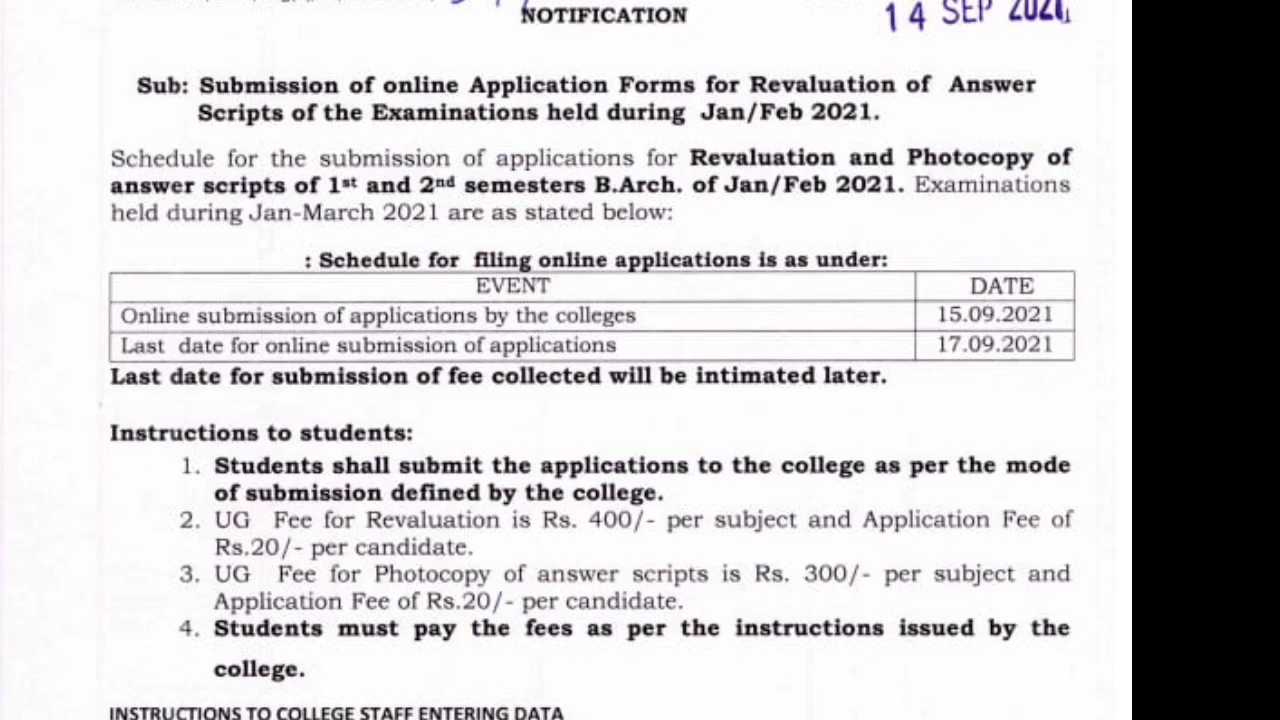 NOTIFICATION
14 SEP 2021
Sub: Submission of online Application Forms for Revaluation of Answer
Scripts of the Examinations held during Jan/Feb 2021.
Schedule for the submission of applications for Revaluation and Photocopy of
answer scripts of 1st and 2nd semesters B.Arch. of Jan/Feb 2021. Examinations
held during Jan-March 2021 are as stated below:
: Schedule for filing online applications is as under:
EVENT DATE
Online submission of applications by the colleges 15.09.2021
Last date for online submission of applications 17.09.2021
Last date for submission of fee collected will be intimated later.
Instructions to students:
1. Students shall submit the applications to the college as per the mode
of submission defined by the college.
2. UG Fee for Revaluation is Rs. 400/- per subject and Application Fee of
Rs.20/- per candidate.
3. UG Fee for Photocopy of answer scripts is Rs. 300/- per subject and
Application Fee of Rs.20/- per candidate.
4. Students must pay the fees as per the instructions issued by the
college.
INSTRUCTIONS TO COLLEGE STAFF ENTERING DATA